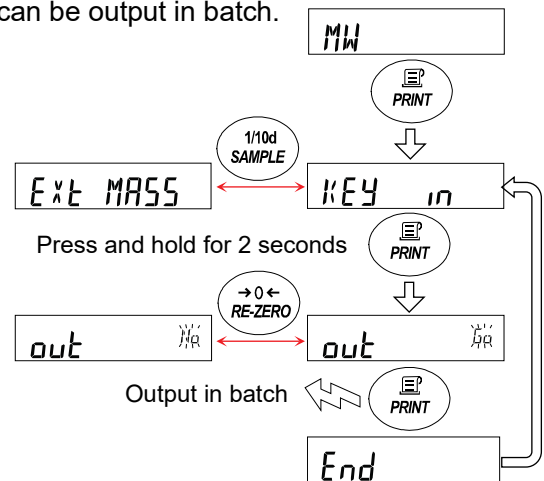 can be output in batch.
MW
PRINT
1/10d
SAMPLE
Ext MASS
KEY in
Press and hold for 2 seconds
PRINT
→0←
RE-ZERO
out No
out Go
Output in batch
PRINT
End